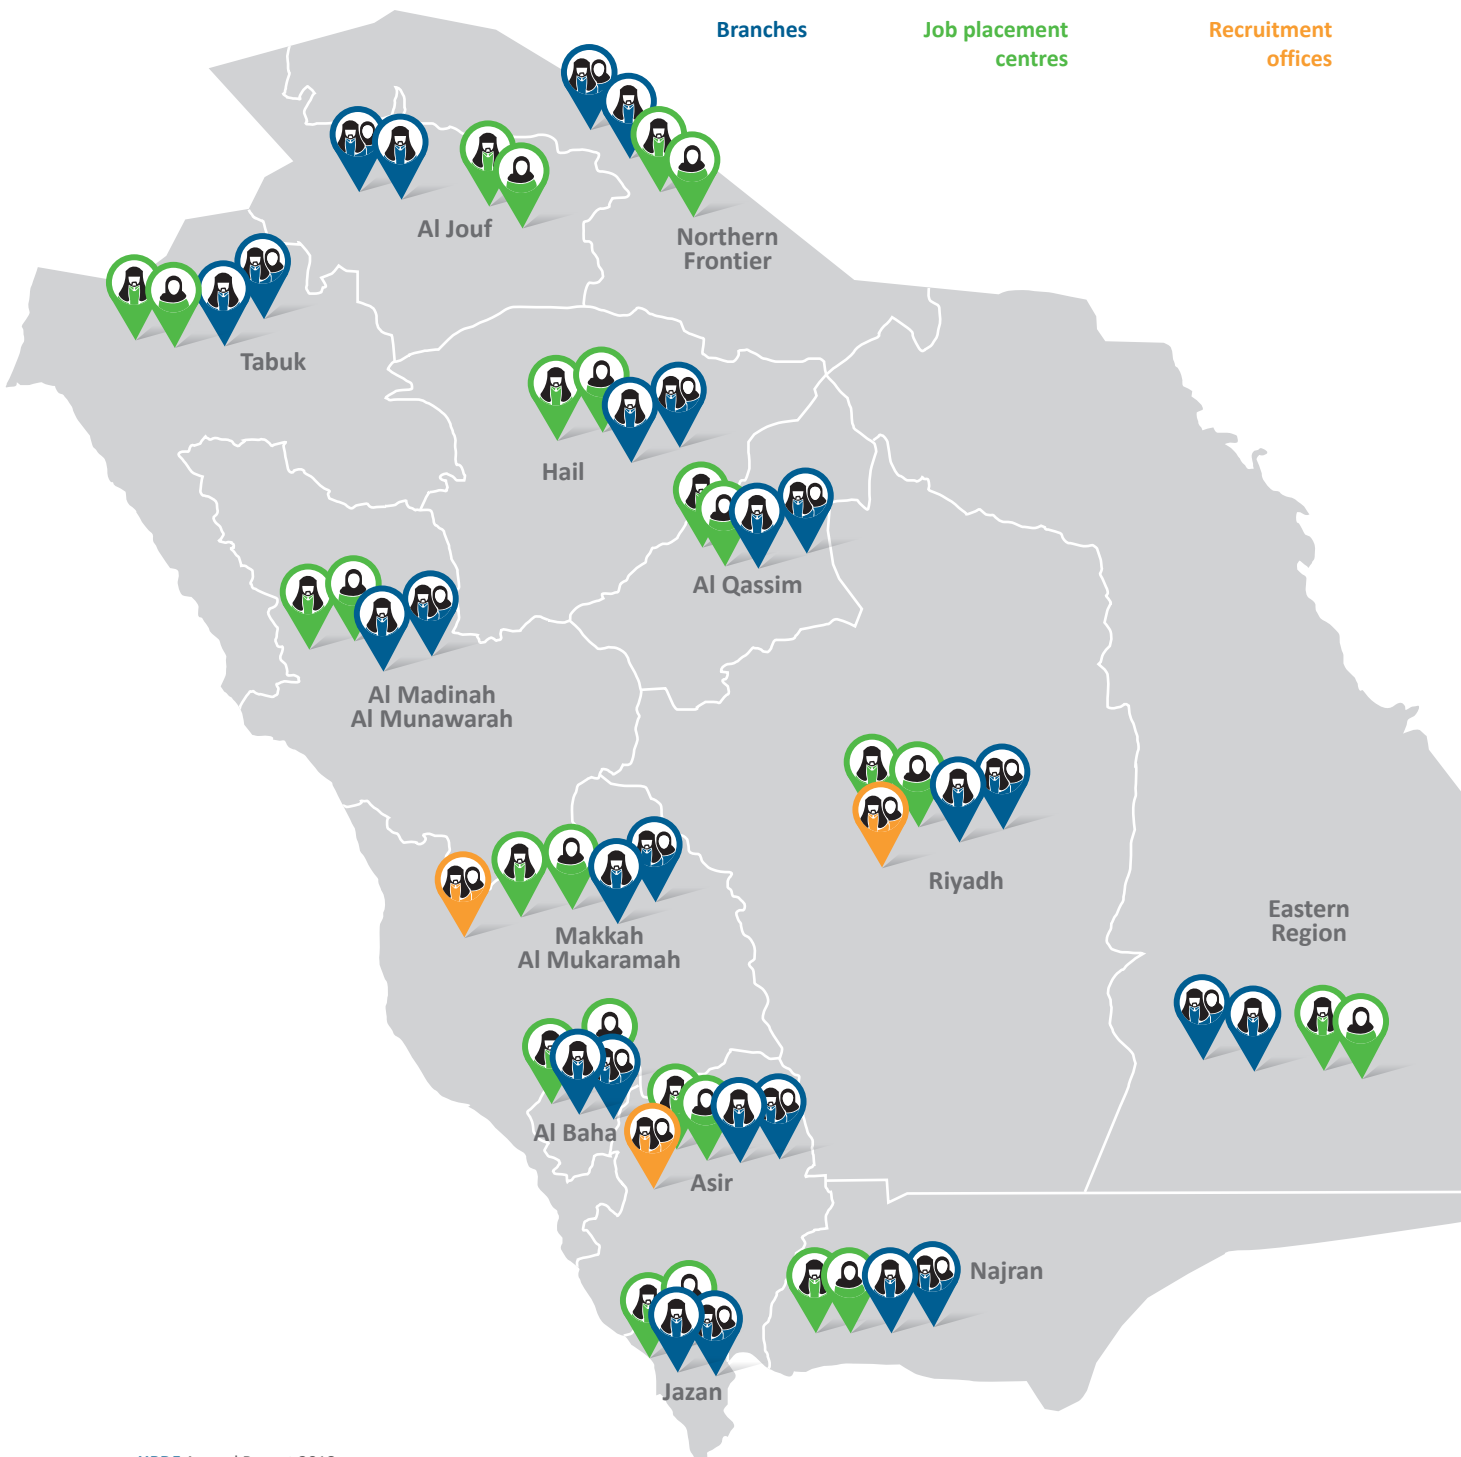 Branches
Job placement
centres
Recruitment
offices
Al Jouf
Northern
Frontier
Tabuk
Hail
Al Qassim
Al Madinah
Al Munawarah
Riyadh
Eastern
Region
Makkah
Al Mukaramah
Al Baha
Asir
Najran
Jazan